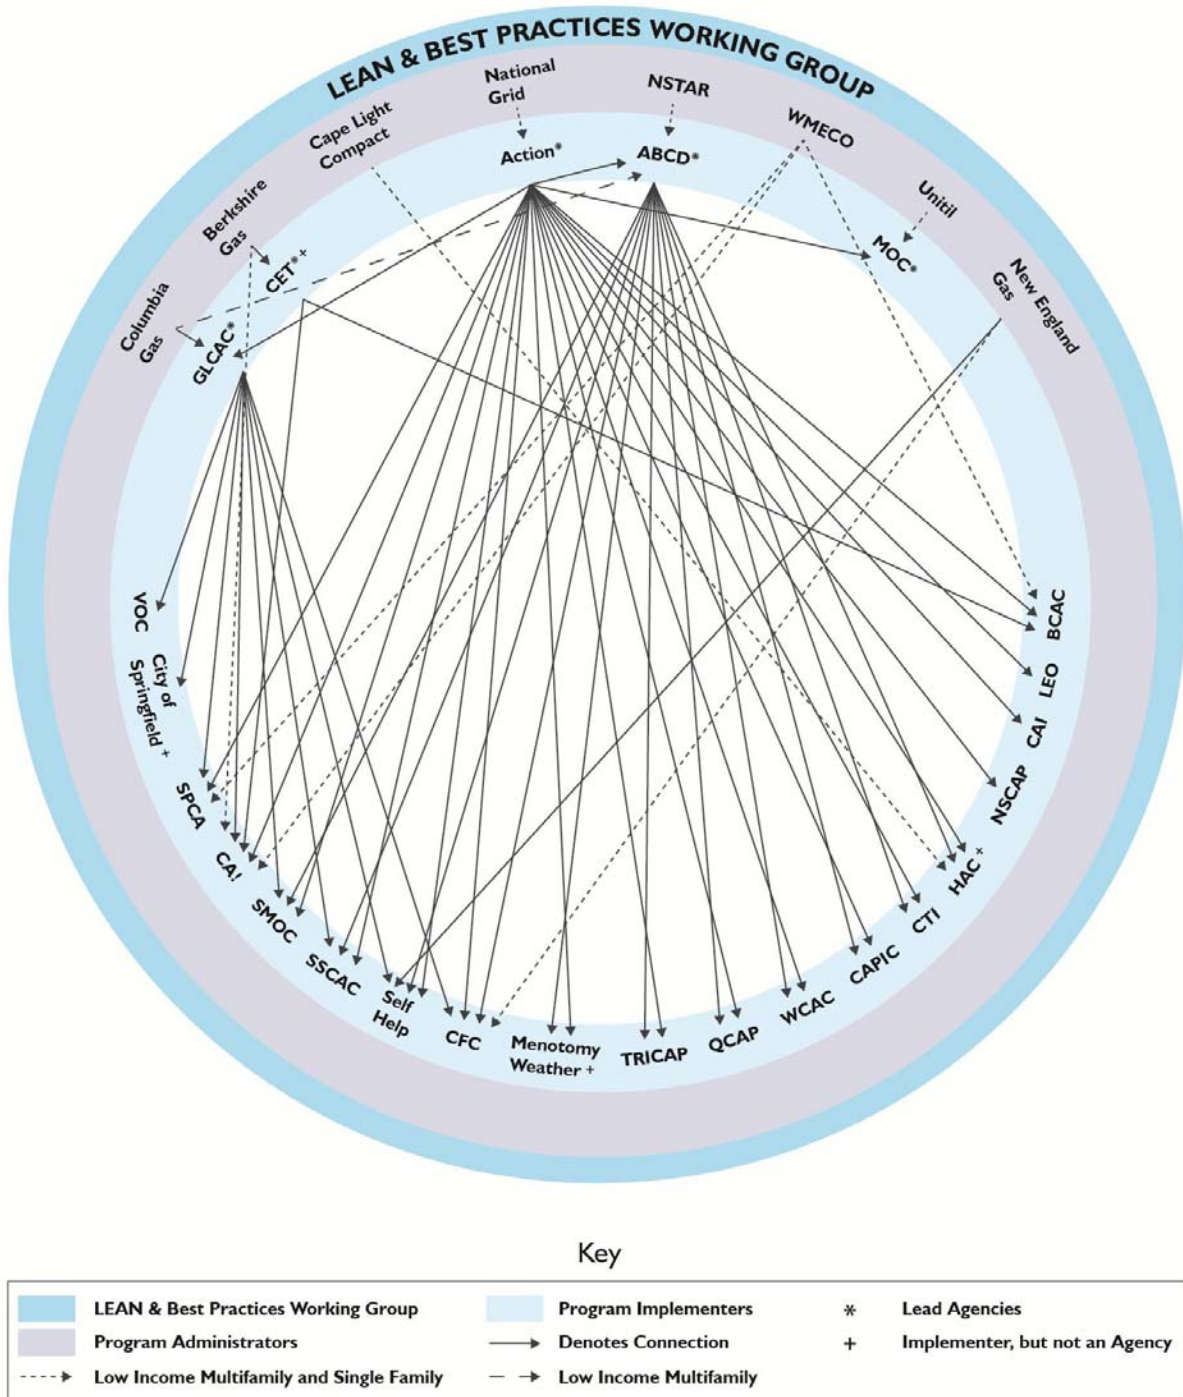 LEAN & BEST PRACTICES WORKING GROUP
National
Grid
NSTAR
Cape Light
Compact
WMECO
Action*
ABCD*
Unitil
Berkshire
Gas
CET*+
MOC*
New England
Gas
Columbia
Gas
GLCAC*
VOC
BCAC
City of
Springfield +
LEO
CAI
SPCA
NSCAP
CAI
HAC +
SMOC
CTI
SSCAC
CAPIC
Self
Help
WCAC
CFC
QCAP
Menotomy
Weather +
TRICAP
Key
LEAN & Best Practices Working Group
Program Implementers
* Lead Agencies
Program Administrators
Denotes Connection
+ Implementer, but not an Agency
Low Income Multifamily and Single Family
Low Income Multifamily